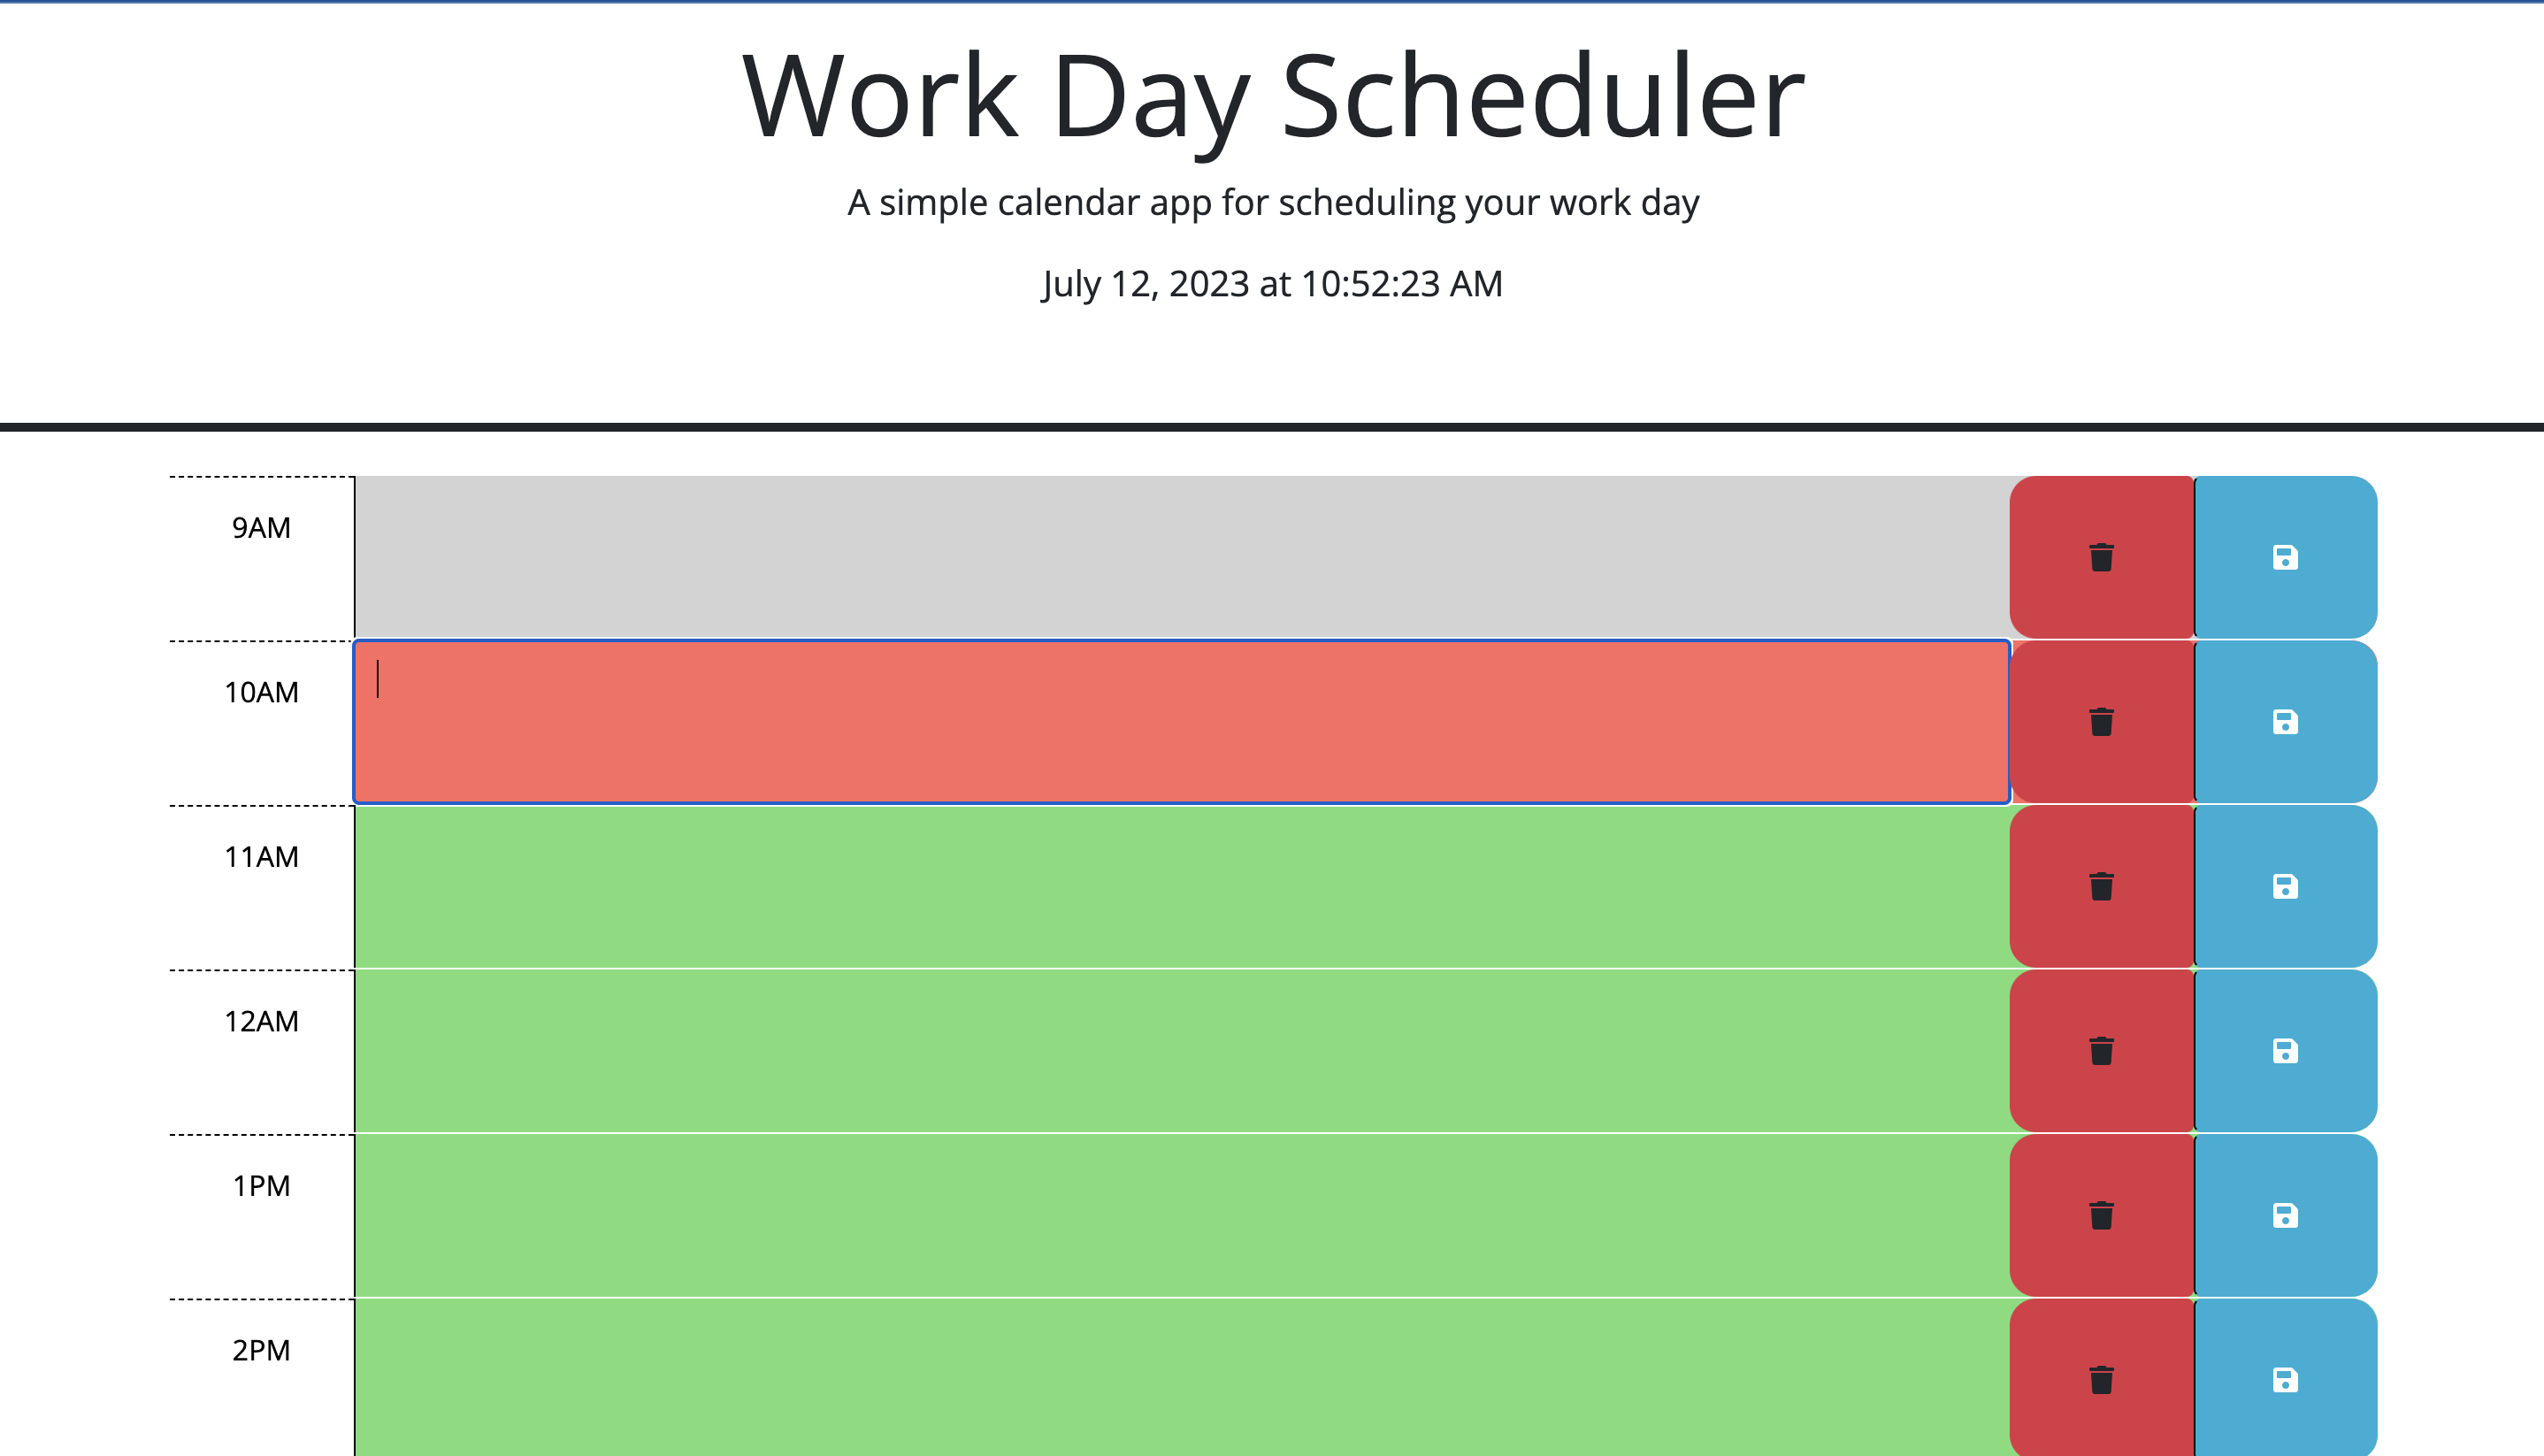 Work Day Scheduler
A simple calendar app for scheduling your work day
July 12, 2023 at 10:52:23 AM
9AM
10AM
11AM
12AM
1PM
2PM